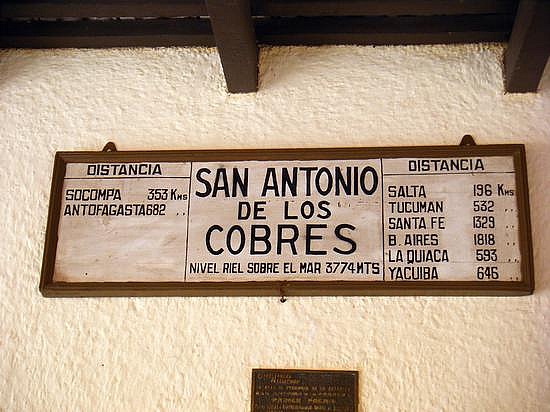 DISTANCIA
SOCOMPA 353 KMS
ANTOFAGASTA 682 ,,
SAN ANTONIO
DE LOS
COBRES
NIVEL RIEL SOBRE EL MAR 3774 MTS
DISTANCIA
SALTA 196 KMS
TUCUMAN 532 ,,
SANTA FE 1329 ,,
B. AIRES 1818 ,,
LA QUIACA 593 ,,
YACUIBA 646 ,,